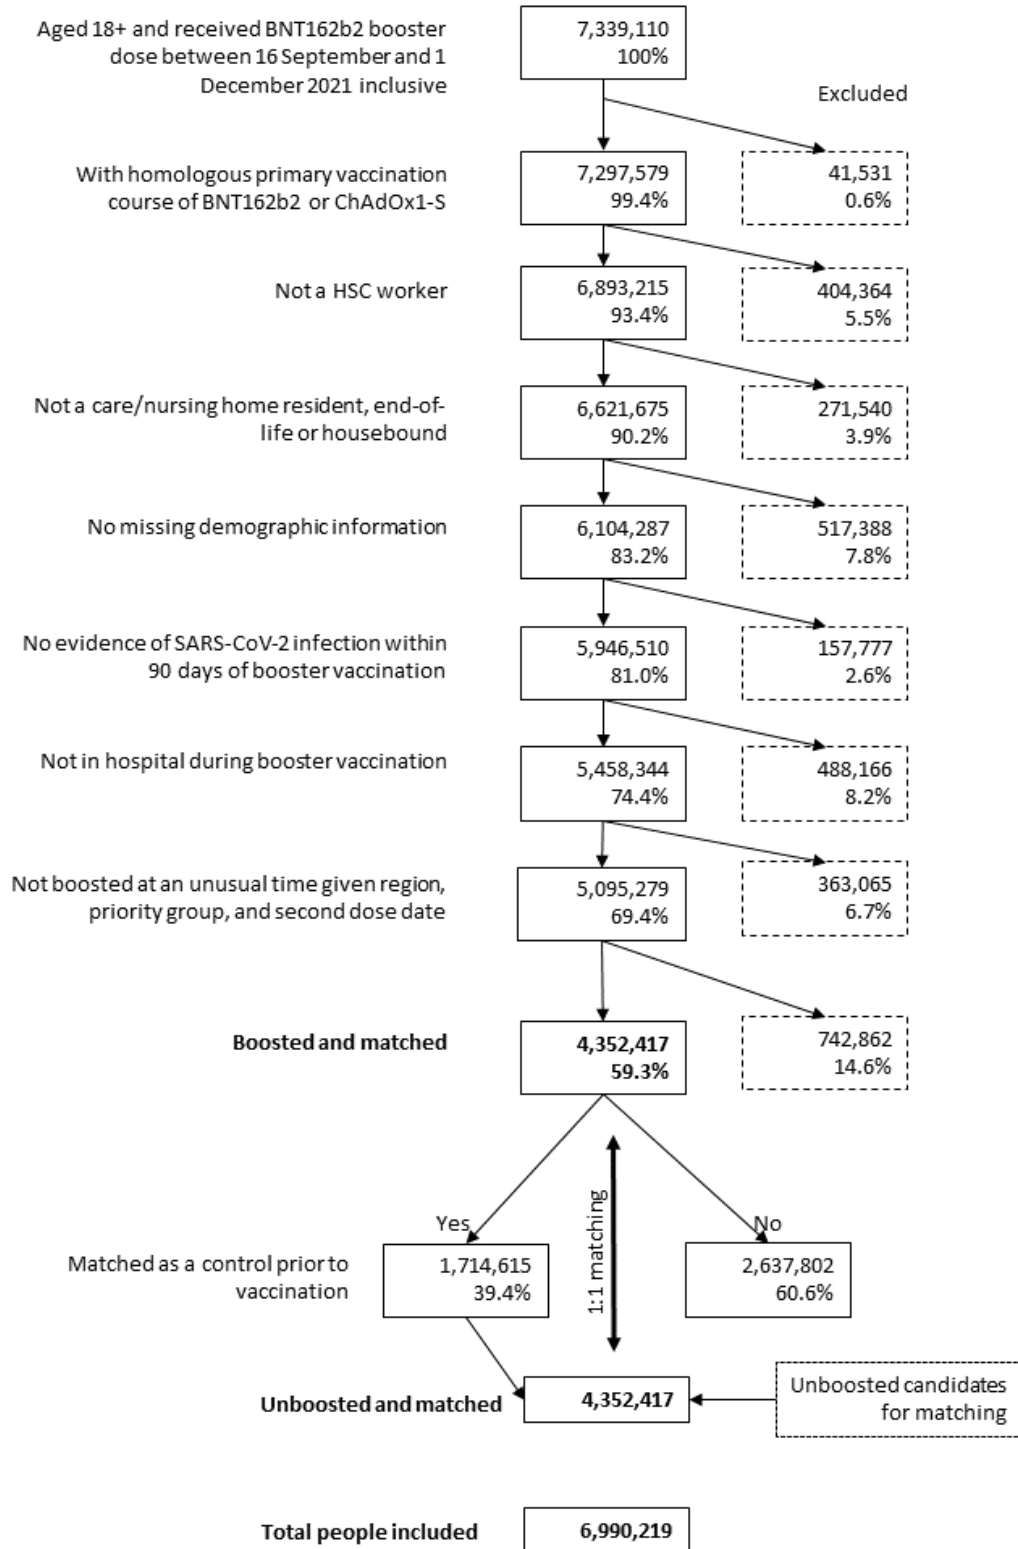 Aged 18+ and received BNT162b2 booster
dose between 16 September and 1
December 2021 inclusive
7,339,110
100%
Excluded
With homologous primary vaccination
course of BNT162b2 or ChAdOx1-S
7,297,579
99.4%
41,531
0.6%
Not a HSC worker
6,893,215
93.4%
404,364
5.5%
Not a care/nursing home resident, end-of-
life or housebound
6,621,675
90.2%
271,540
3.9%
No missing demographic information
6,104,287
83.2%
517,388
7.8%
No evidence of SARS-CoV-2 infection within
90 days of booster vaccination
5,946,510
81.0%
157,777
2.6%
Not in hospital during booster vaccination
5,458,344
74.4%
488,166
8.2%
Not boosted at an unusual time given region,
priority group, and second dose date
5,095,279
69.4%
363,065
6.7%
Boosted and matched
4,352,417
59.3%
742,862
14.6%
Yes
No
1:1 matching
Matched as a control prior to
vaccination
1,714,615
39.4%
2,637,802
60.6%
Unboosted and matched
4,352,417
Unboosted candidates
for matching
Total people included
6,990,219